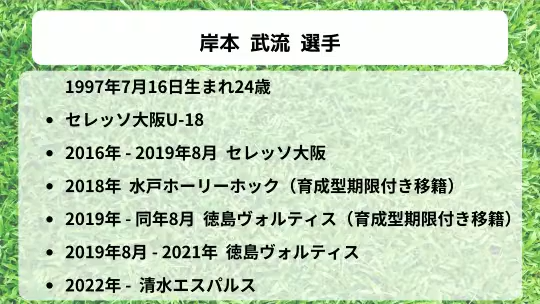 岸本 武流 選手
1997年7月16日生まれ24歳
• セレッソ大阪U-18
• 2016年 - 2019年8月 セレッソ大阪
• 2018年 水戸ホーリーホック（育成型期限付き移籍）
• 2019年 - 同年8月 徳島ヴォルティス（育成型期限付き移籍）
• 2019年8月 - 2021年 徳島ヴォルティス
• 2022年 - 清水エスパルス